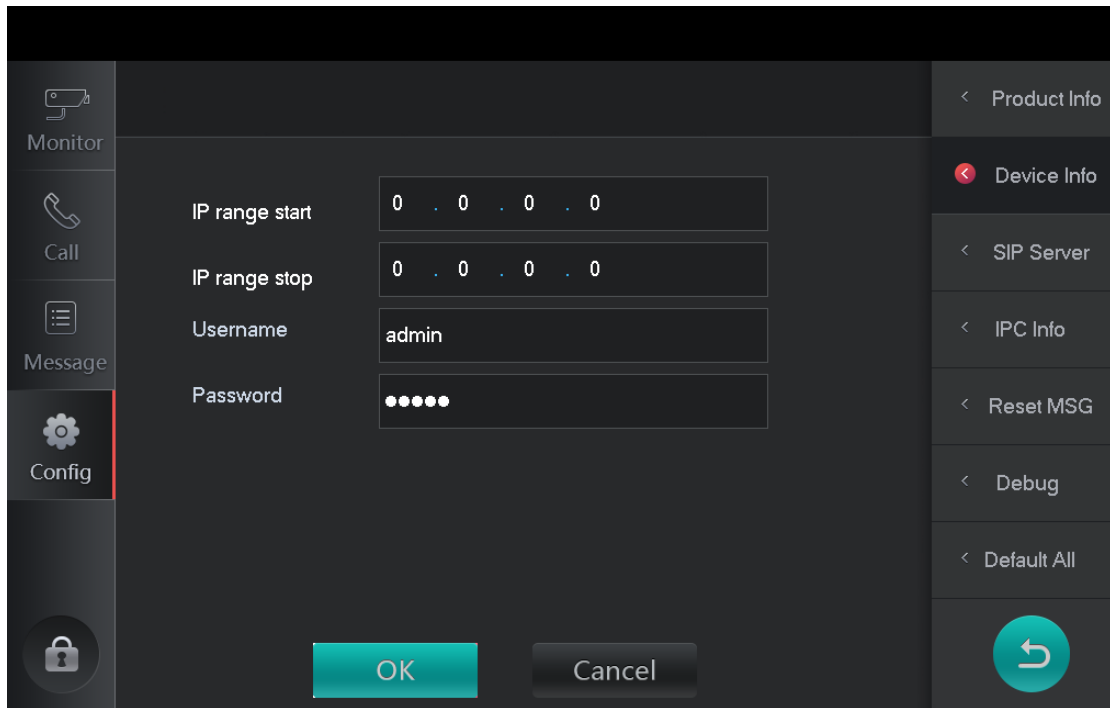 Monitor
Call
Message
Config
IP range start
0 . 0 . 0 . 0
IP range stop
0 . 0 . 0 . 0
Username
admin
Password
●●●●●
OK
Cancel
Product Info
Device Info
SIP Server
IPC Info
Reset MSG
Debug
Default All